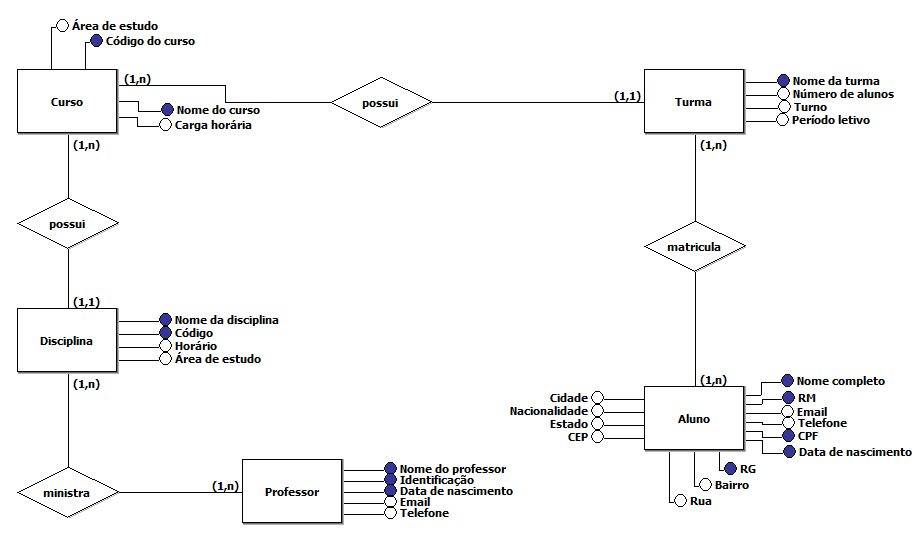 Área de estudo
Código do curso
Curso
(1,n)
Nome do curso
Carga horária
possui
(1,1)
Turma
Nome da turma
Número de alunos
Turno
Período letivo
(1,n)
possui
(1,1)
(1,n)
matricula
(1,n)
Disciplina
Nome da disciplina
Código
Horário
Área de estudo
(1,n)
ministra
(1,n)
Professor
Nome do professor
Identificação
Data de nascimento
Email
Telefone
Cidade
Nacionalidade
Estado
CEP
Aluno
Nome completo
RM
Email
Telefone
CPF
Data de nascimento
RG
Bairro
Rua